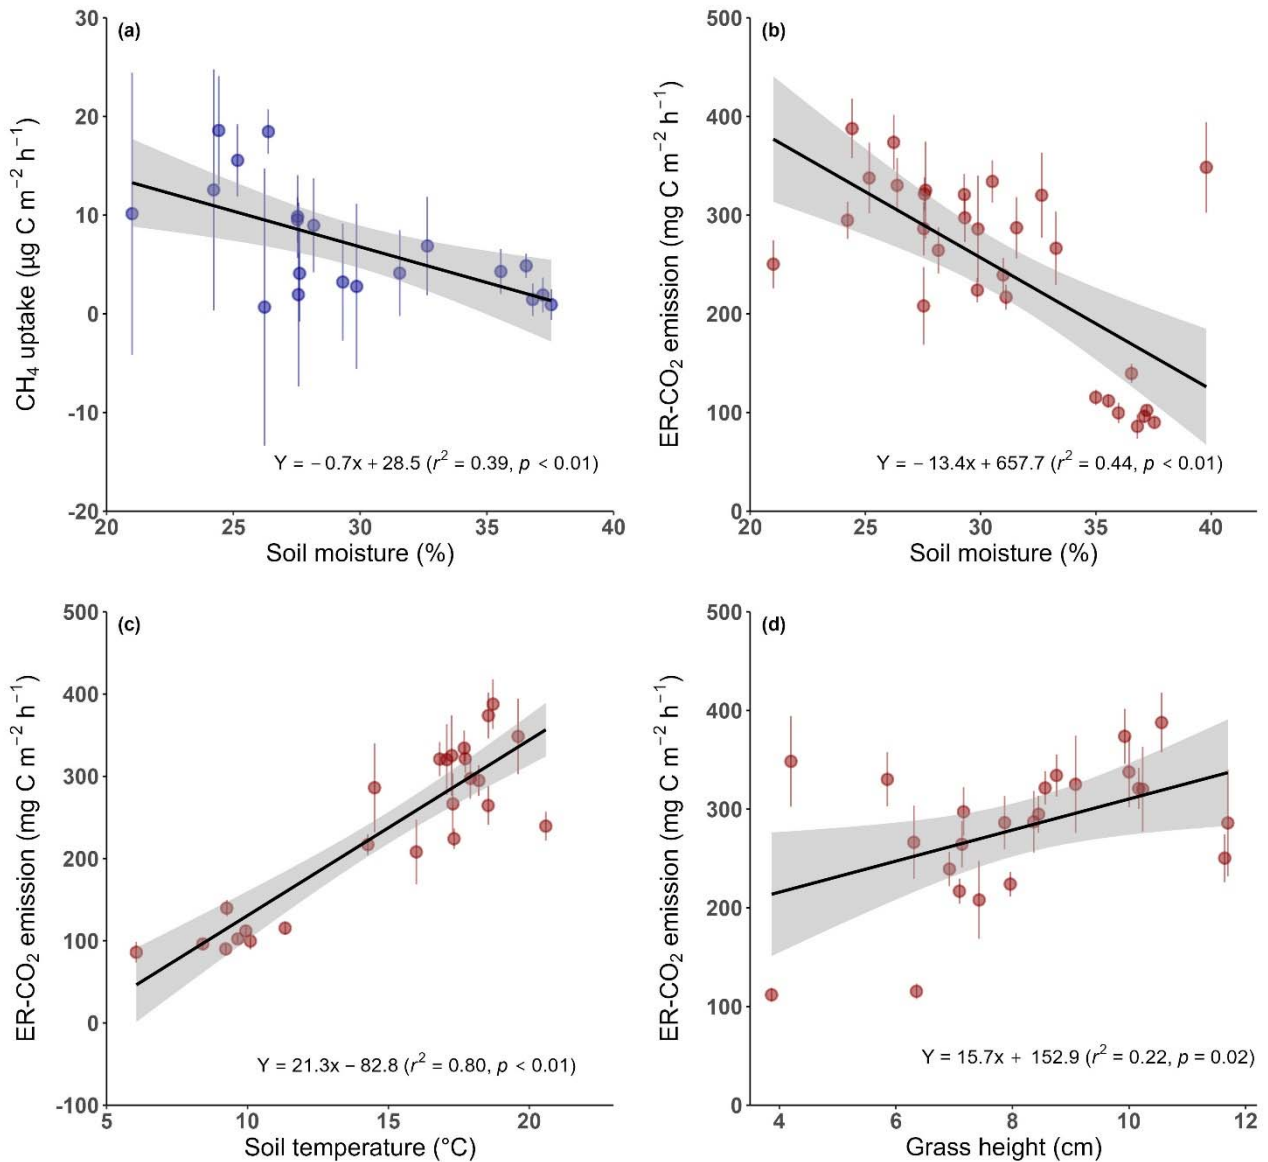 (a)
CH₄ uptake (µg C m⁻² h⁻¹)
30
20
10
0
-10
-20
Y = − 0.7x + 28.5 (r² = 0.39, p < 0.01)
20 25 30 35 40
Soil moisture (%)
(b)
ER-CO₂ emission (mg C m⁻² h⁻¹)
500
400
300
200
100
0
Y = − 13.4x + 657.7 (r² = 0.44, p < 0.01)
20 25 30 35 40
Soil moisture (%)
(c)
ER-CO₂ emission (mg C m⁻² h⁻¹)
500
400
300
200
100
0
-100
Y = 21.3x − 82.8 (r² = 0.80, p < 0.01)
5 10 15 20
Soil temperature (°C)
(d)
ER-CO₂ emission (mg C m⁻² h⁻¹)
500
400
300
200
100
0
Y = 15.7x + 152.9 (r² = 0.22, p = 0.02)
4 6 8 10 12
Grass height (cm)